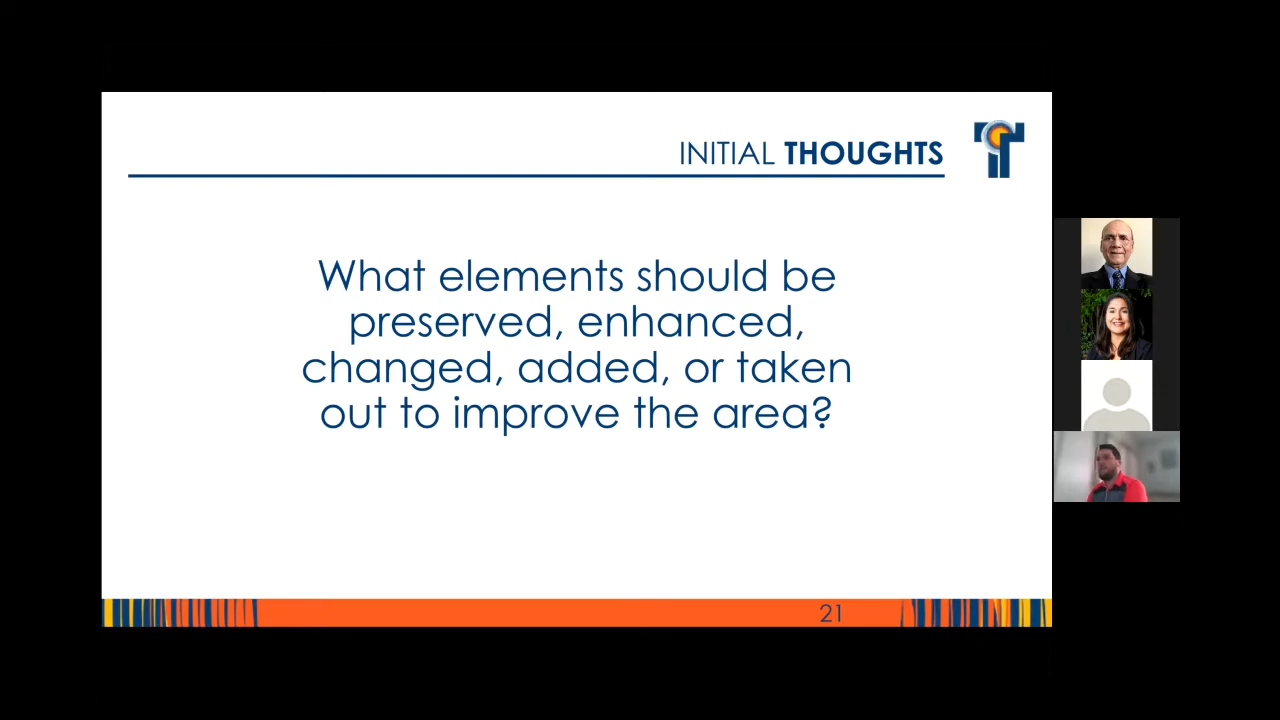 INITIAL THOUGHTS
What elements should be
preserved, enhanced,
changed, added, or taken
out to improve the area?
21